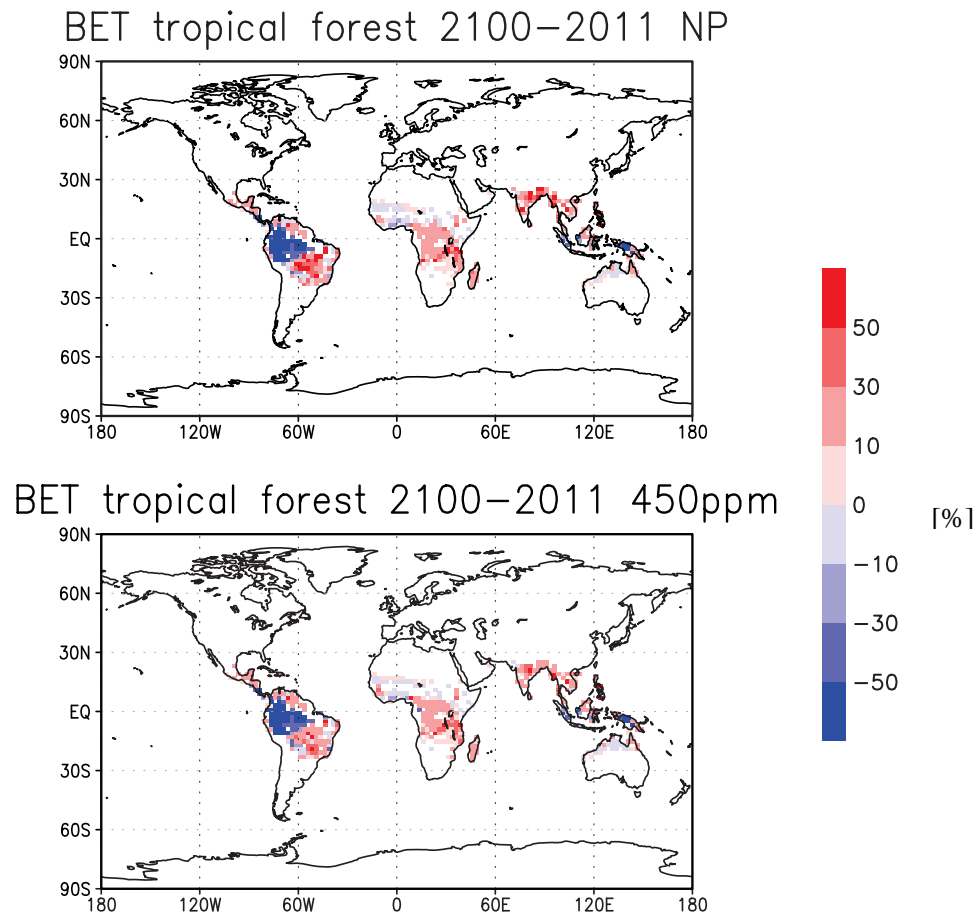 BET tropical forest 2100−2011 NP
90N
60N
30N
EQ
30S
60S
90S
180 120W 60W 0 60E 120E 180
BET tropical forest 2100−2011 450ppm
90N
60N
30N
EQ
30S
60S
90S
180 120W 60W 0 60E 120E 180
50
30
10
0
−10
−30
−50
[%]